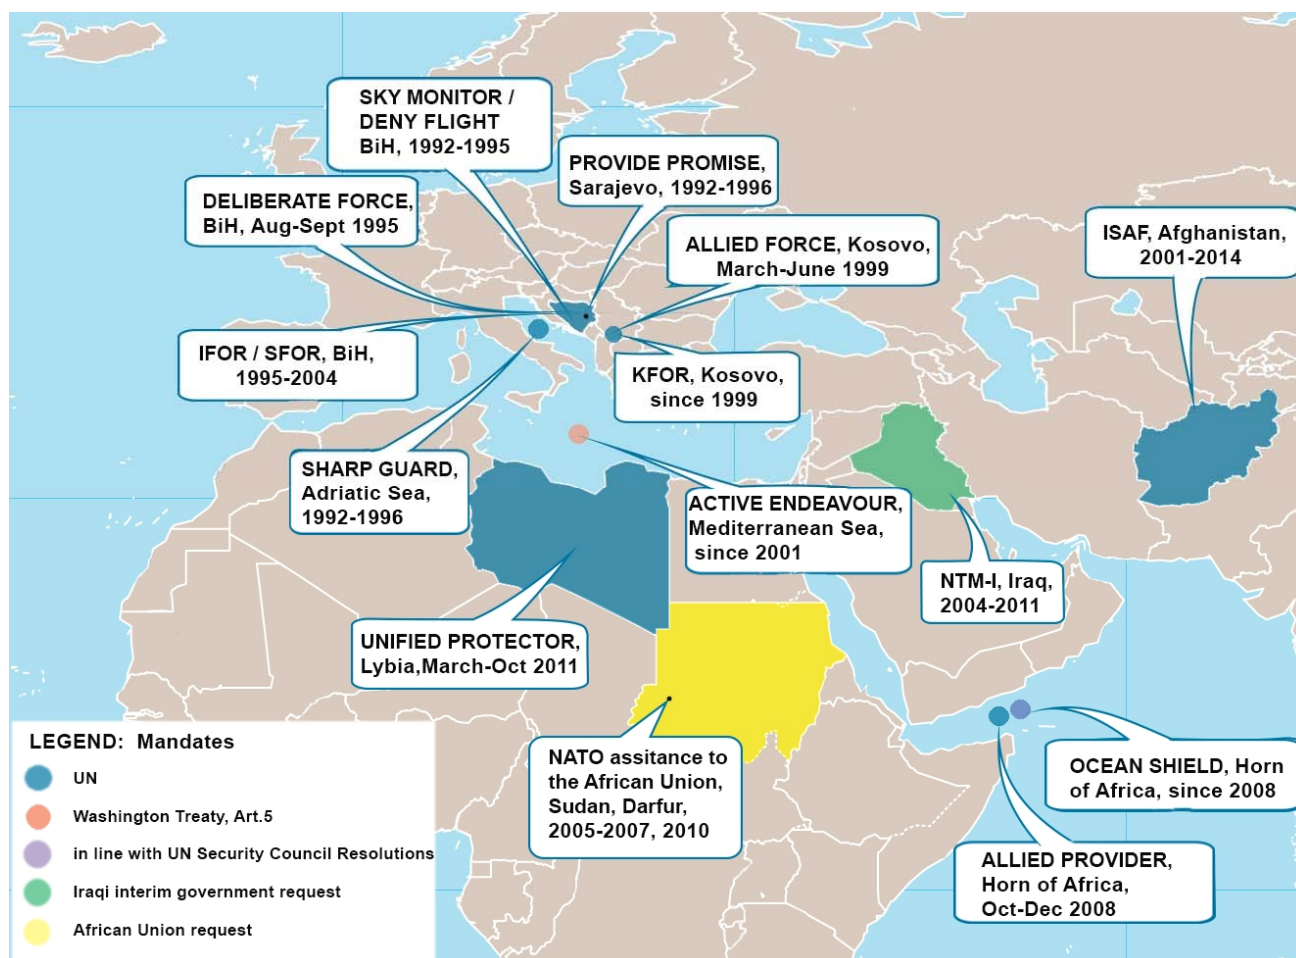 SKY MONITOR /
DENY FLIGHT
BiH, 1992-1995
PROVIDE PROMISE,
Sarajevo, 1992-1996
DELIBERATE FORCE,
BiH, Aug-Sept 1995
ALLIED FORCE, Kosovo,
March-June 1999
ISAF, Afghanistan,
2001-2014
IFOR / SFOR, BiH,
1995-2004
KFOR, Kosovo,
since 1999
SHARP GUARD,
Adriatic Sea,
1992-1996
ACTIVE ENDEAVOUR,
Mediterranean Sea,
since 2001
NTM-I, Iraq,
2004-2011
UNIFIED PROTECTOR,
Lybia,March-Oct 2011
NATO assitance to
the African Union,
Sudan, Darfur,
2005-2007, 2010
OCEAN SHIELD, Horn
of Africa, since 2008
ALLIED PROVIDER,
Horn of Africa,
Oct-Dec 2008
LEGEND: Mandates
UN
Washington Treaty, Art.5
in line with UN Security Council Resolutions
Iraqi interim government request
African Union request